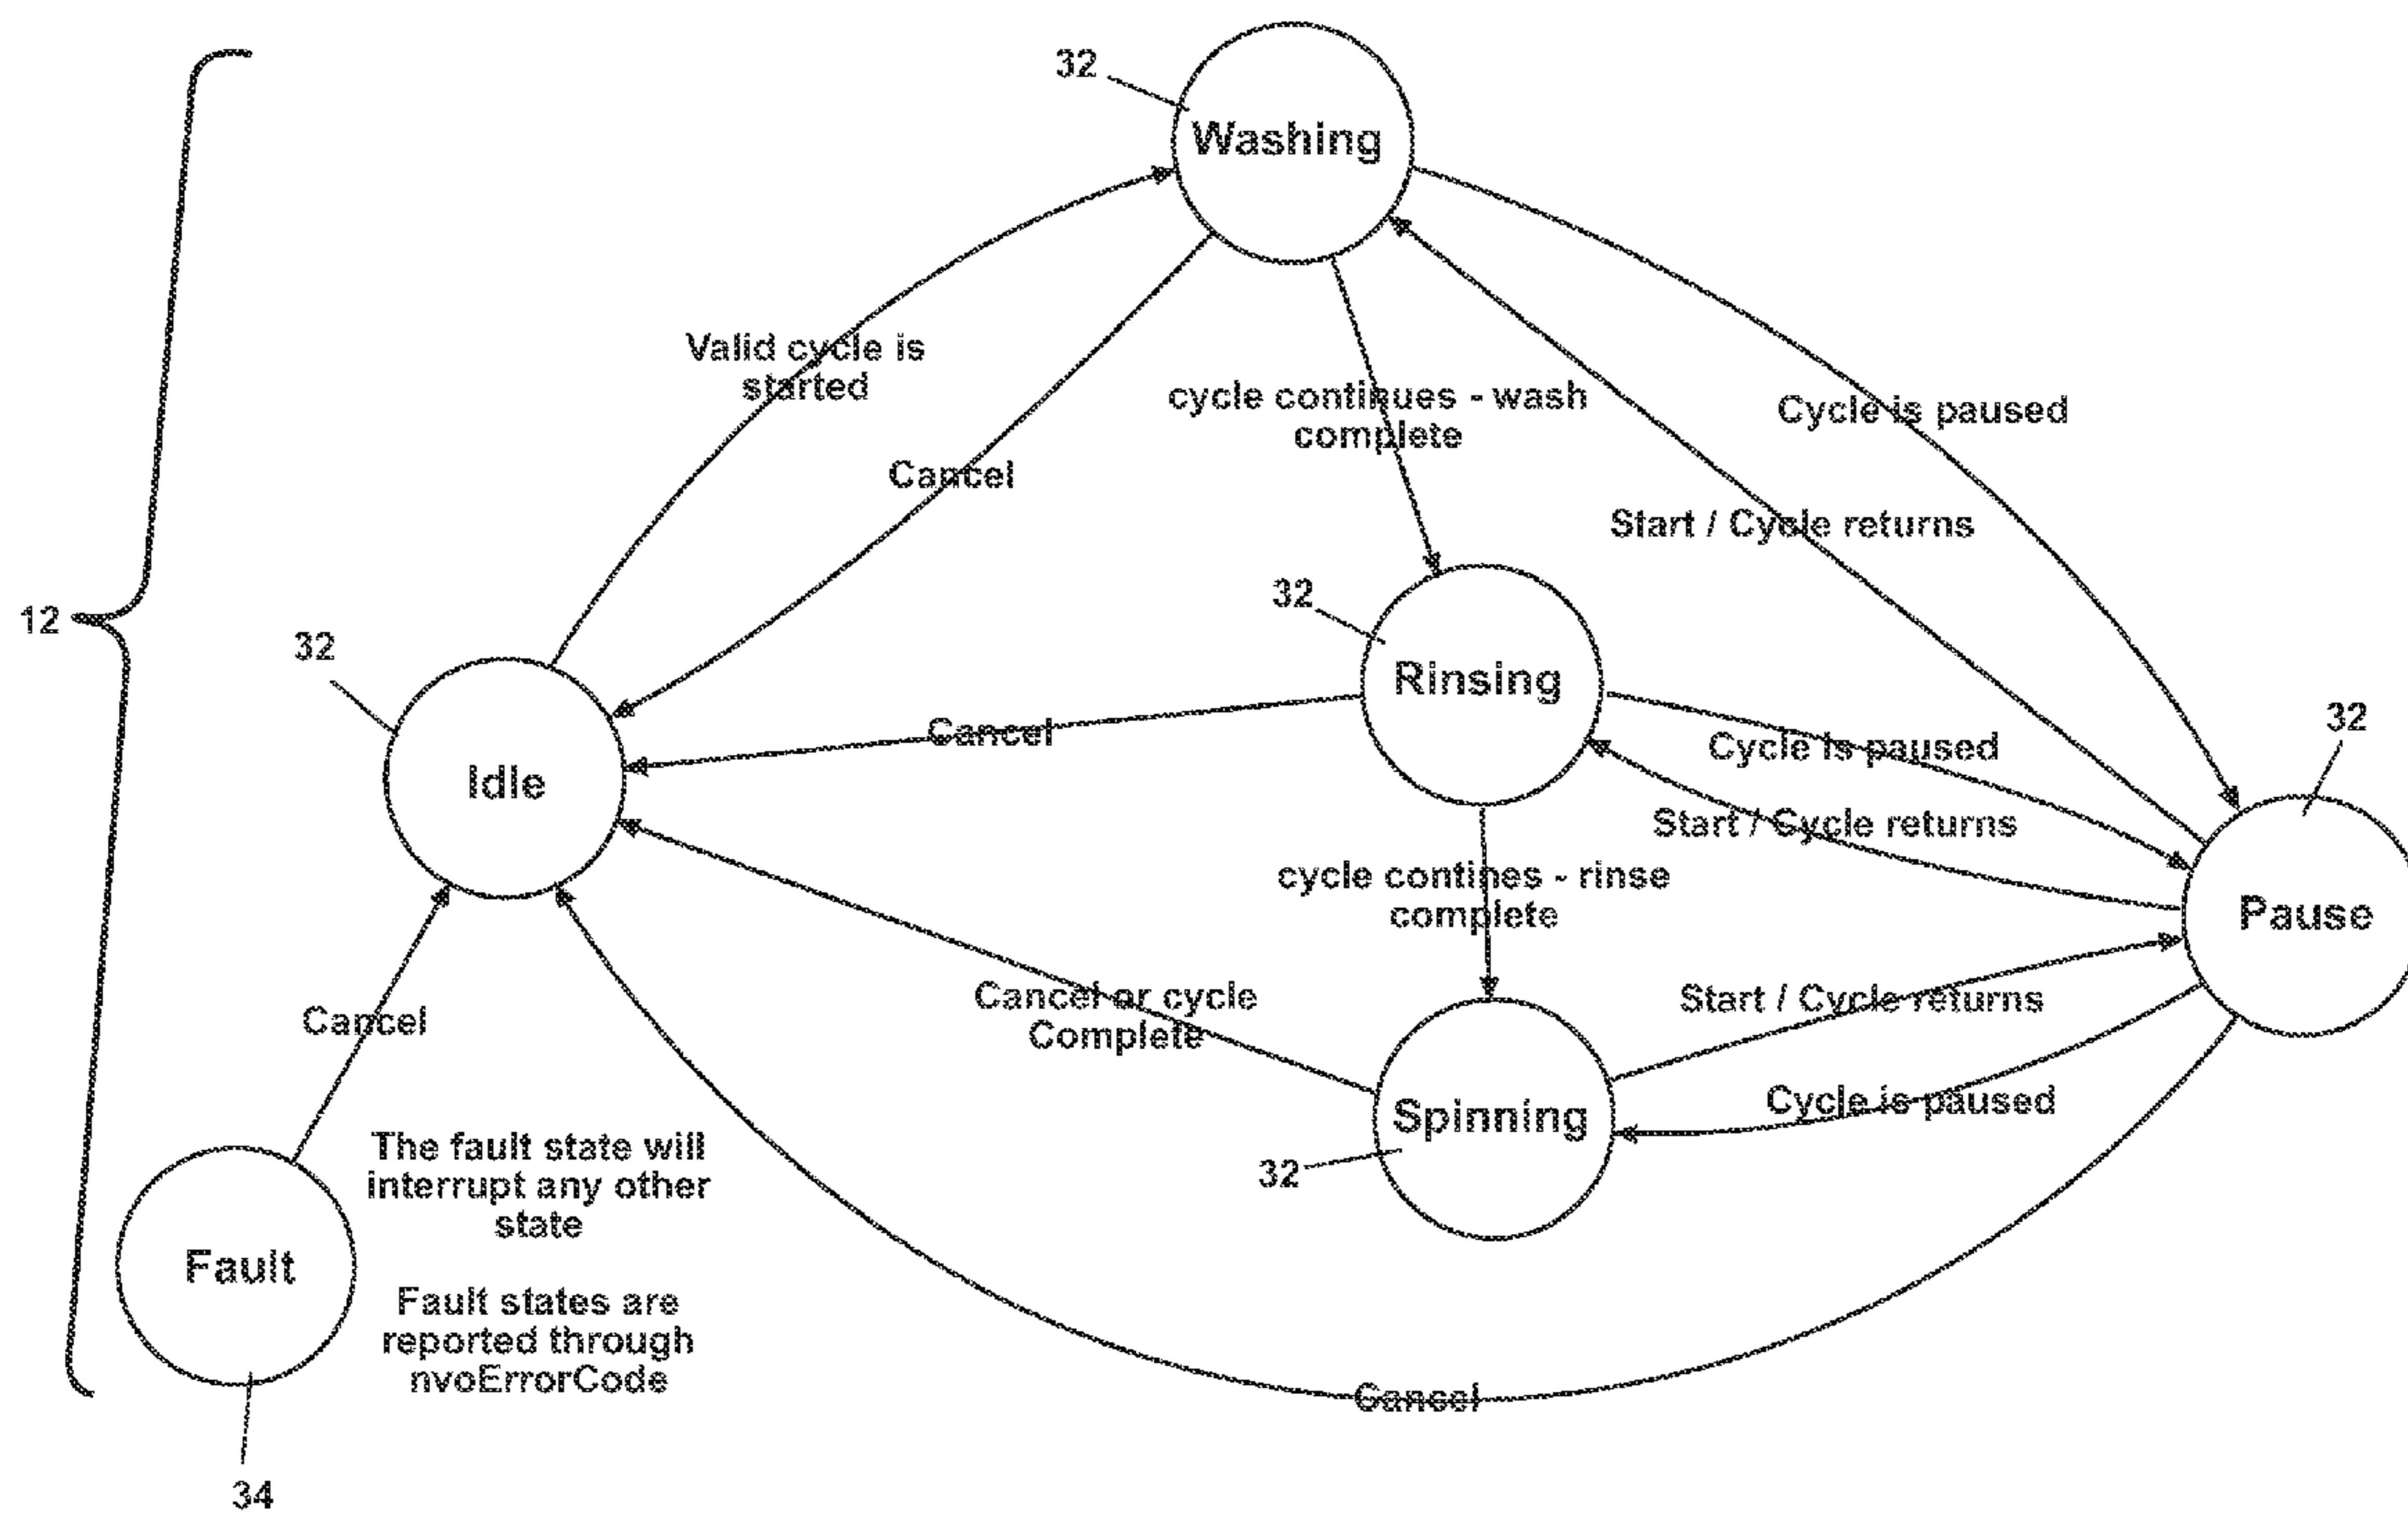 32
Washing
Valid cycle is
started
Cancel
cycle continues - wash
complete
Cycle is paused
Start / Cycle returns
12
32
Idle
32
Rinsing
Cancel
Cycle is paused
Start / Cycle returns
32
Pause
cycle contines - rinse
complete
Cancel or cycle
Complete
Start / Cycle returns
Cycle is paused
Spinning
32
Cancel
The fault state will
interrupt any other
state
Fault
Fault states are
reported through
nvoErrorCode
Cancel
34